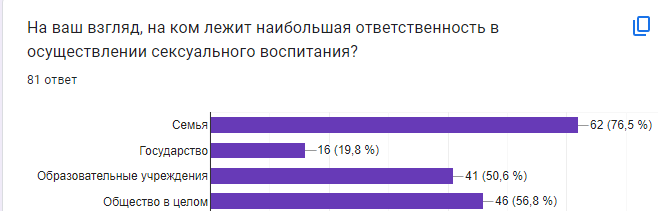 На ваш взгляд, на ком лежит наибольшая ответственность в
осуществлении сексуального воспитания?
81 ответ
Семья 62 (76,5 %)
Государство 16 (19,8 %)
Образовательные учреждения 41 (50,6 %)
Общество в целом 46 (56,8 %)